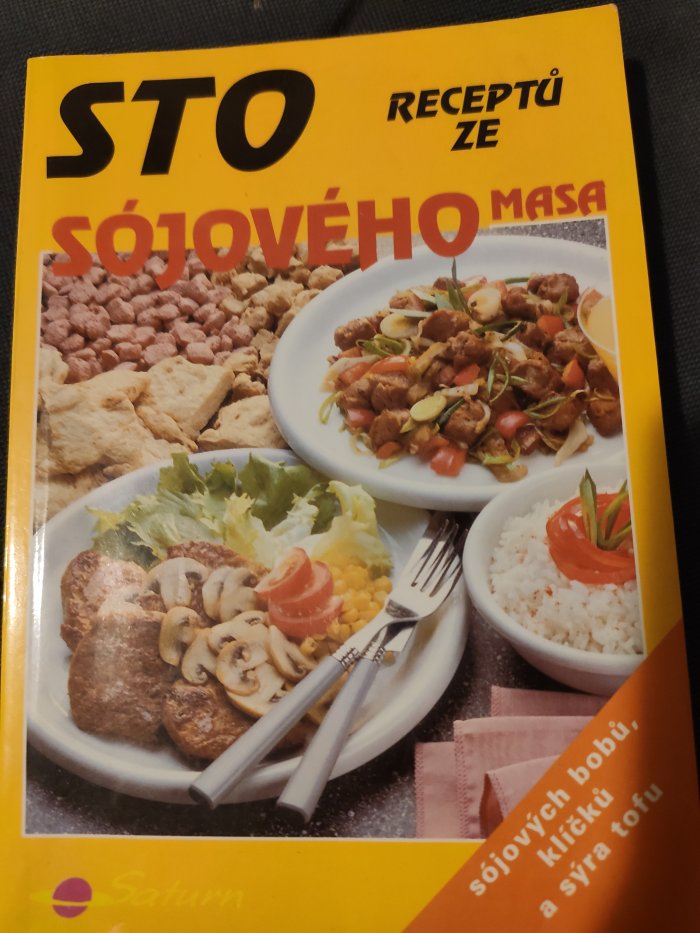 STO
RECEPTŮ
ZE
SÓJOVÉHO MASA
sójových bobů,
klíčků
a sýra tofu
Saturn